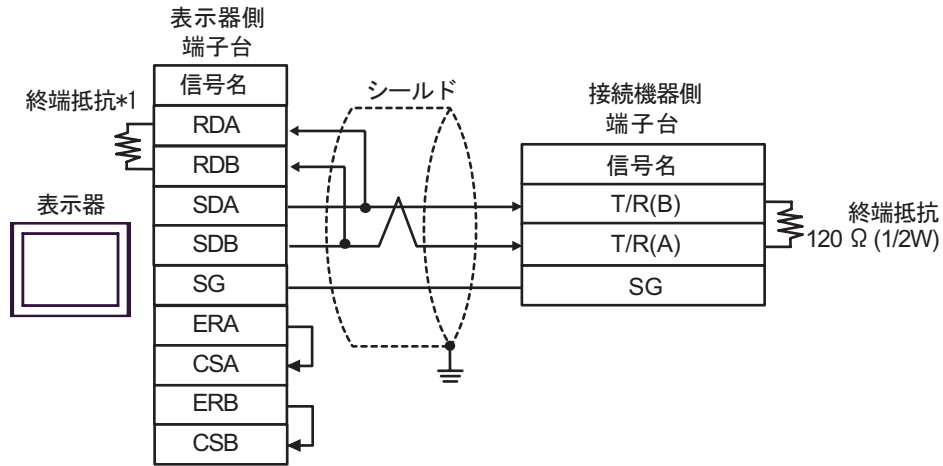 表示器側
端子台
信号名
終端抵抗*1
RDA
RDB
表示器
SDA
SDB
SG
ERA
CSA
ERB
CSB
シールド
接続機器側
端子台
信号名
T/R(B)
T/R(A)
SG
終端抵抗
120 Ω (1/2W)